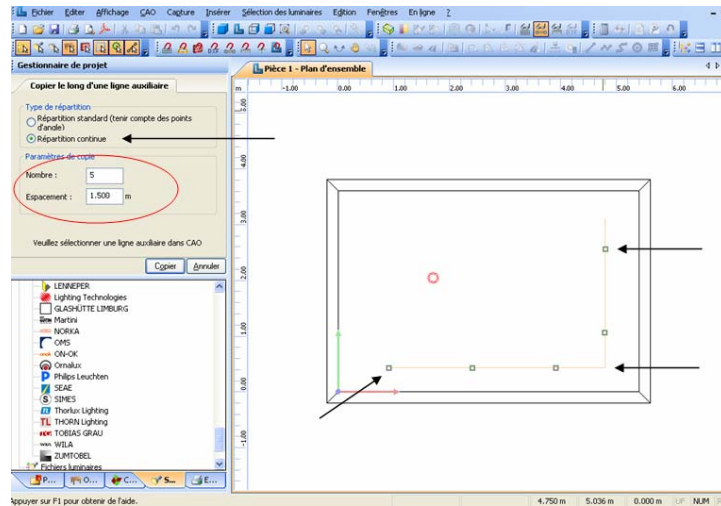 Fichier Editer Affichage CAO Capture Insérer Sélection des luminaires Edition Fenêtres En ligne ?
Gestionnaire de projet
Pièce 1 - Plan d'ensemble
Copier le long d'une ligne auxiliaire
m -1.00 0.00 1.00 2.00 3.00 4.00 5.00 6.00
Type de répartition
Répartition standard (tenir compte des points
d'angle)
Répartition continue
Paramètres de copie
Nombre : 5
Espacement : 1.500 m
Veuillez sélectionner une ligne auxiliaire dans CAO
Copier Annuler
5.00
4.00
3.00
2.00
1.00
0.00
-1.00
LENNEPER
Lighting Technologies
GLASHÜTTE LIMBURG
Martini
NORKA
OMS
ON-OK
Ornalux
Philips Leuchten
SEAE
SIMES
Thorlux Lighting
THORN Lighting
TOBIAS GRAU
WILA
ZUMTOBEL
Fichiers luminaires
P... O... C... S... E...
Appuyer sur F1 pour obtenir de l'aide.
4.750 m 5.036 m 0.000 m UF NUM